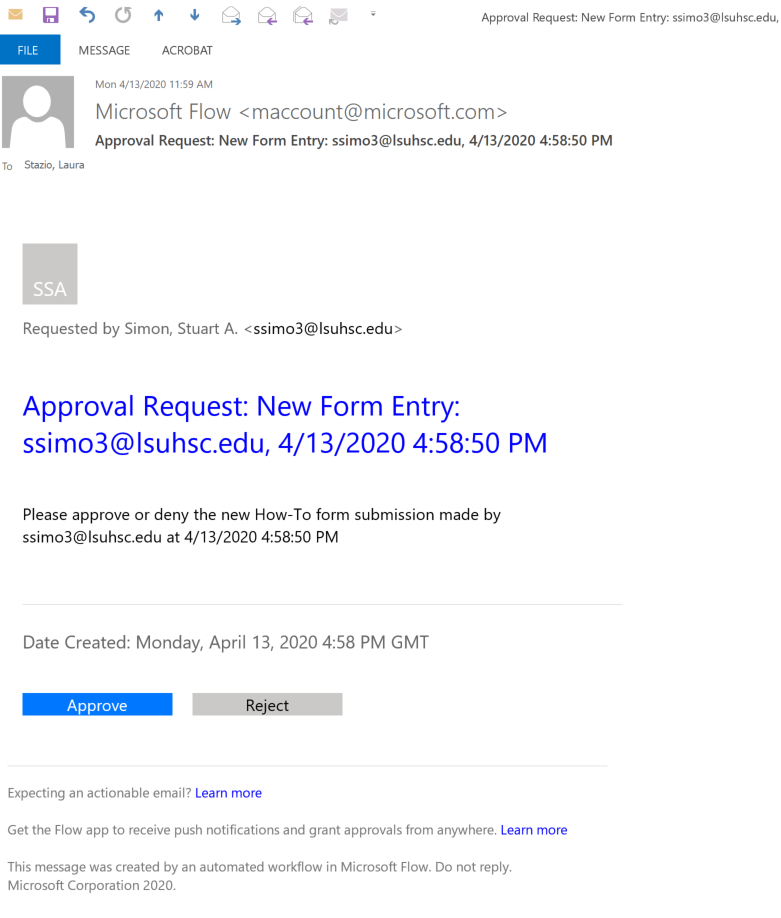 Approval Request: New Form Entry: ssimo3@lsuhsc.edu,
FILE MESSAGE ACROBAT
Mon 4/13/2020 11:59 AM
Microsoft Flow <maccount@microsoft.com>
Approval Request: New Form Entry: ssimo3@lsuhsc.edu, 4/13/2020 4:58:50 PM
To Stazio, Laura
SSA
Requested by Simon, Stuart A. <ssimo3@lsuhsc.edu>
Approval Request: New Form Entry:
ssimo3@lsuhsc.edu, 4/13/2020 4:58:50 PM
Please approve or deny the new How-To form submission made by
ssimo3@lsuhsc.edu at 4/13/2020 4:58:50 PM
Date Created: Monday, April 13, 2020 4:58 PM GMT
Approve Reject
Expecting an actionable email? Learn more
Get the Flow app to receive push notifications and grant approvals from anywhere. Learn more
This message was created by an automated workflow in Microsoft Flow. Do not reply.
Microsoft Corporation 2020.